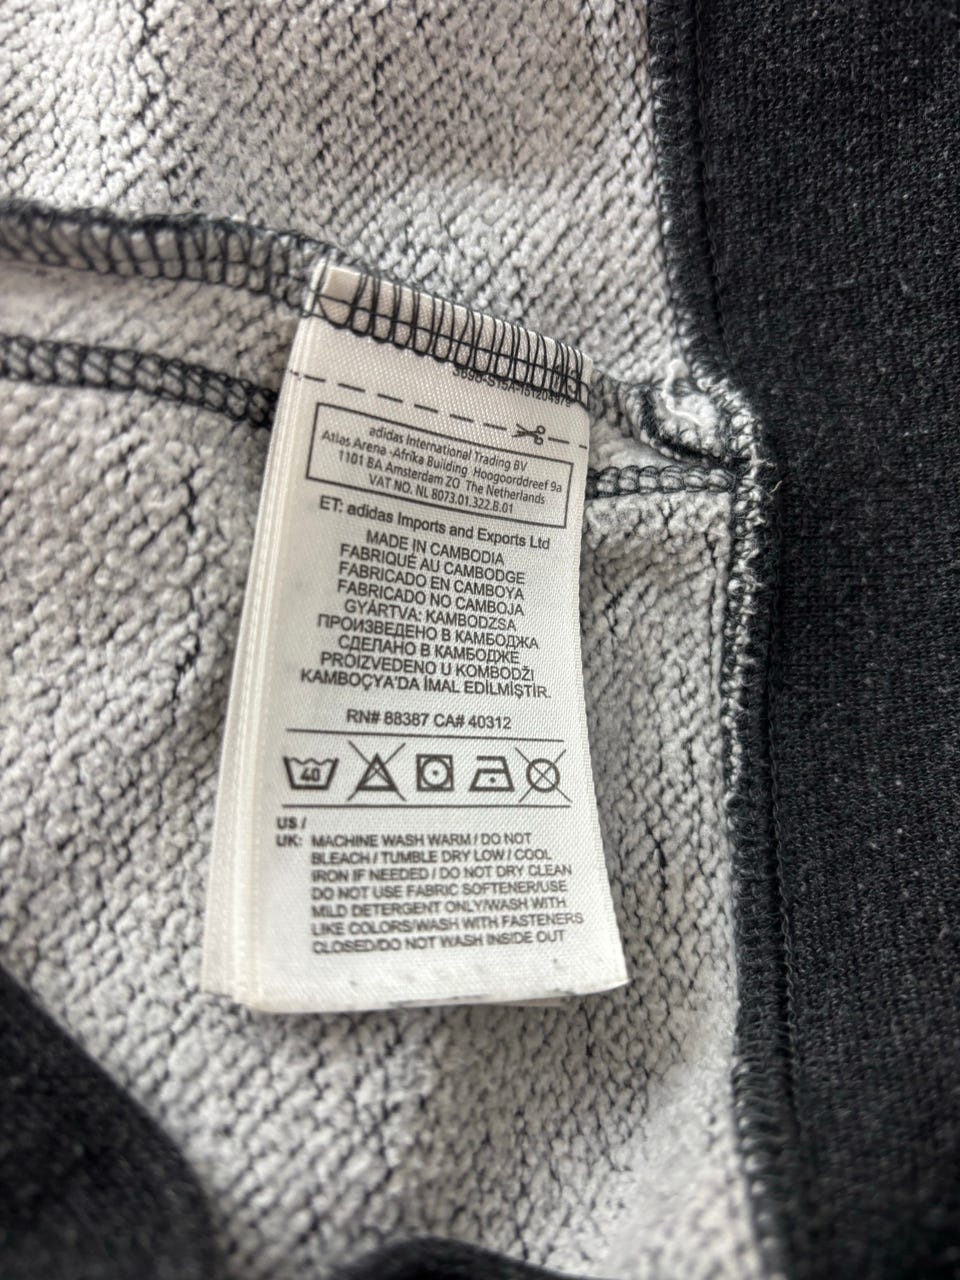 adidas International Trading BV
Atlas Arena -Afrika Building Hoogoorddreef 9a
1101 BA Amsterdam ZO The Netherlands
VAT NO. NL 8073.01.322.B.01
ET: adidas Imports and Exports Ltd
MADE IN CAMBODIA
FABRIQUÉ AU CAMBODGE
FABRICADO EN CAMBOYA
FABRICADO NO CAMBOJA
GYÁRTVA: KAMBODZSA
ПРОИЗВЕДЕНО В КАМБОДЖА
СДЕЛАНО В КАМБОДЖЕ
PROIZVEDENO U KOMBODŽI
KAMBOÇYA'DA İMAL EDİLMİŞTİR.
RN# 88387 CA# 40312
40
US /
UK: MACHINE WASH WARM / DO NOT
BLEACH / TUMBLE DRY LOW / COOL
IRON IF NEEDED / DO NOT DRY CLEAN
DO NOT USE FABRIC SOFTENER/USE
MILD DETERGENT ONLY/WASH WITH
LIKE COLORS/WASH WITH FASTENERS
CLOSED/DO NOT WASH INSIDE OUT